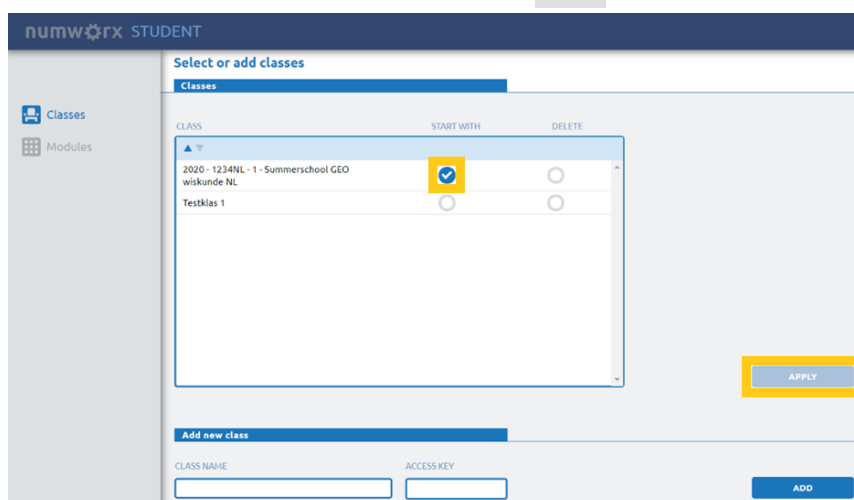 numworx STUDENT
Select or add classes
Classes
Classes
Modules
CLASS START WITH DELETE
2020 - 1234NL - 1 - Summerschool GEO
wiskunde NL
Testklas 1
APPLY
Add new class
CLASS NAME ACCESS KEY
ADD